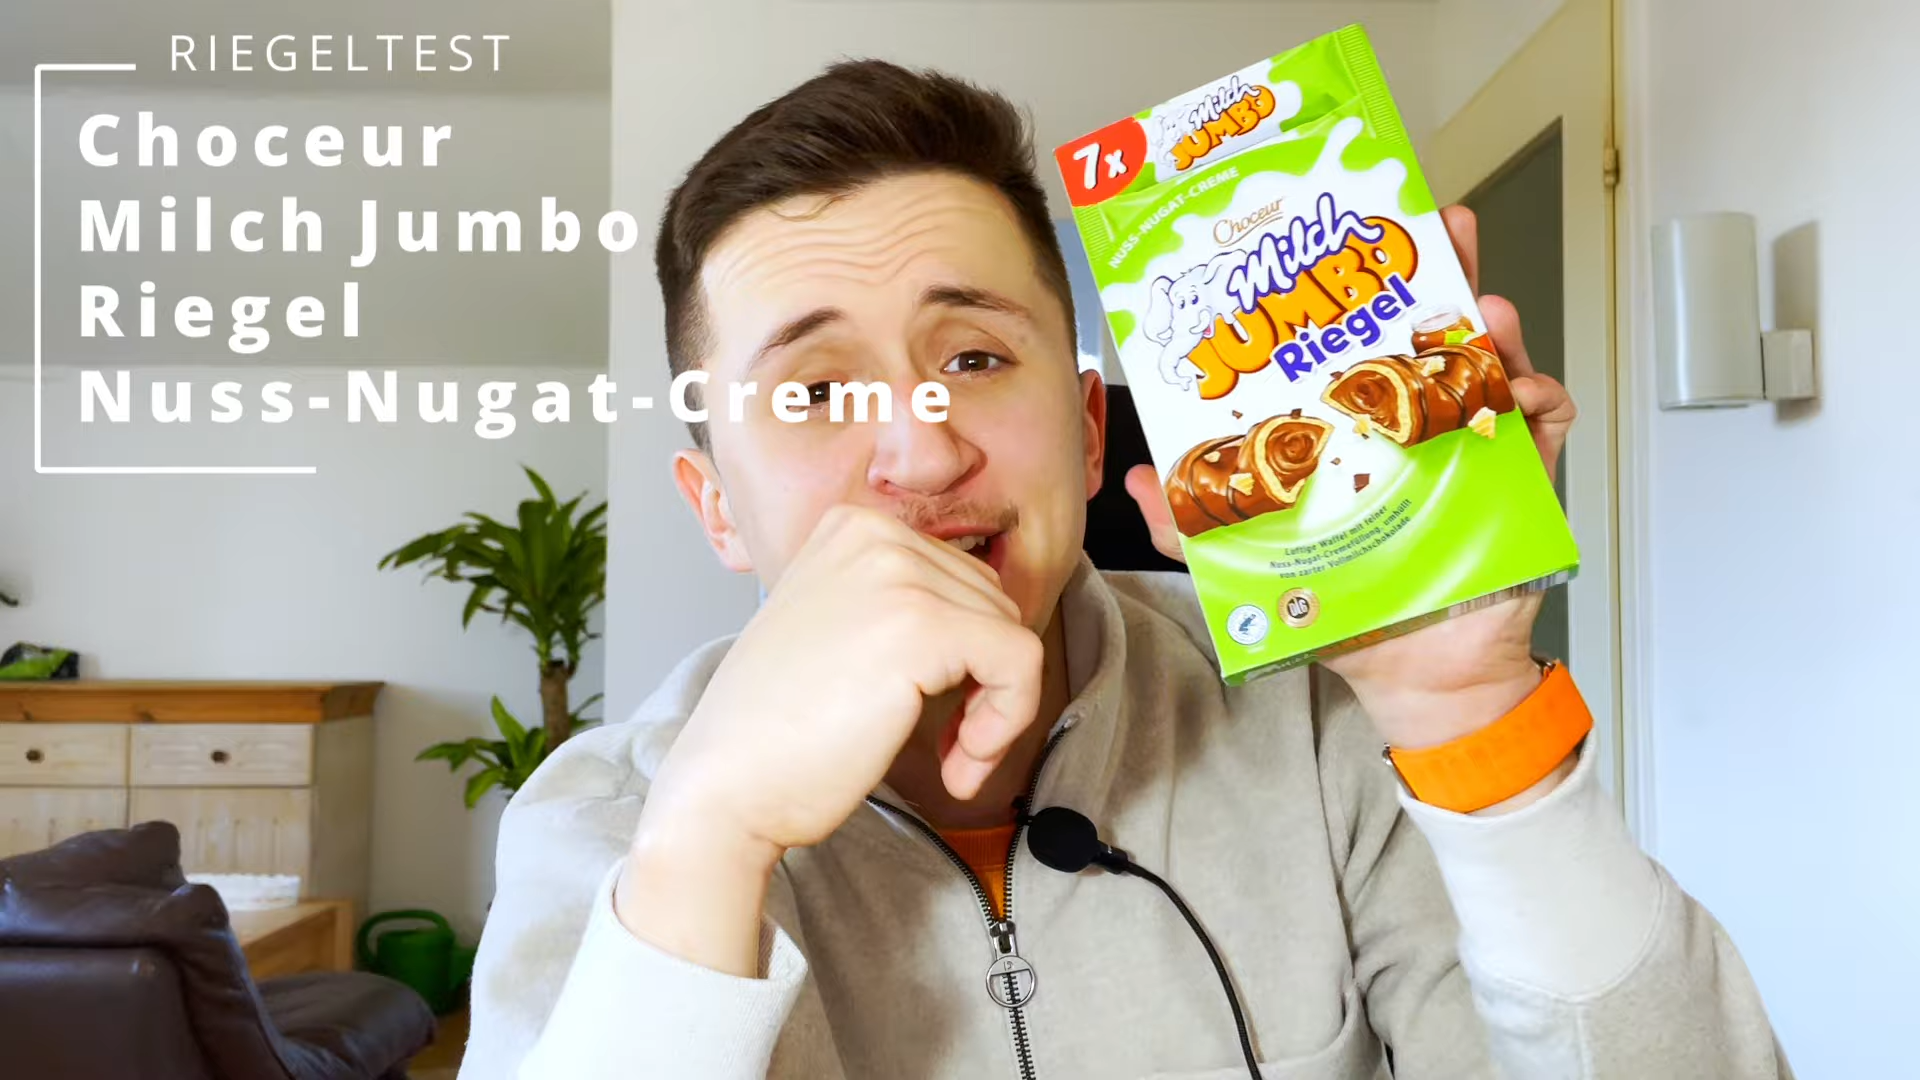 RIEGELTEST
Choceur
Milch Jumbo
Riegel
Nuss-Nugat-Creme
7x
Milch
JUMBO
NUSS-NUGAT-CREME
Choceur
Milch
JUMBO
Riegel
Luftige Waffel mit feiner
Nuss-Nugat-Cremefüllung, umhüllt
von zarter Vollmilchschokolade
DLG